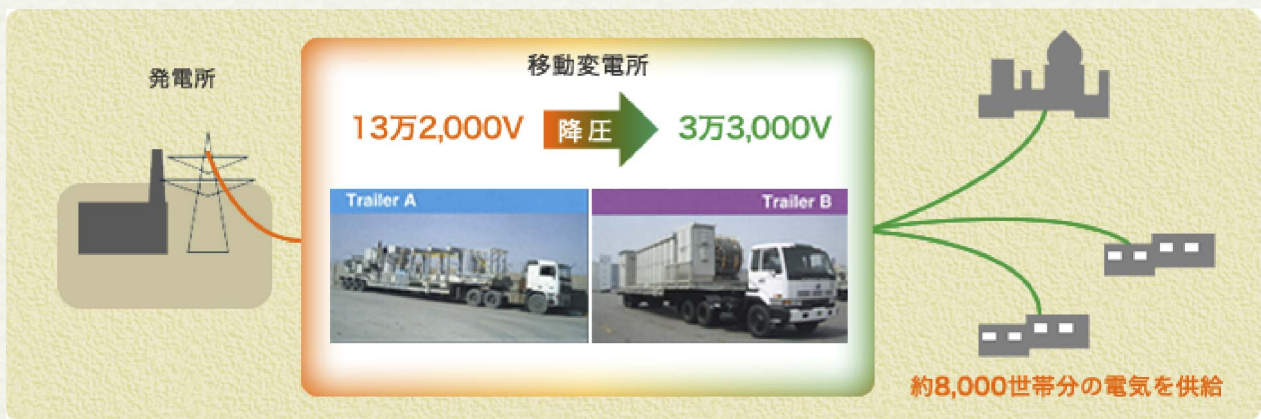 発電所
移動変電所
13万2,000V 降圧 3万3,000V
Trailer A
Trailer B
約8,000世帯分の電気を供給